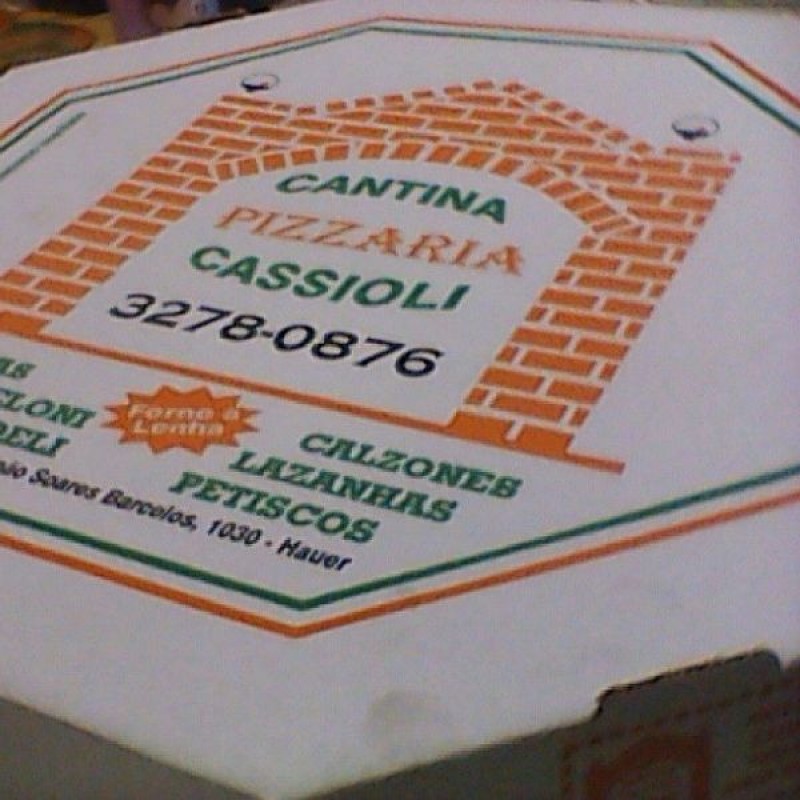 CANTINA
PIZZARIA
CASSIOLI
3278-0876
Forno à
Lenha
CALZONES
LAZANHAS
PETISCOS
Soares Barcelos, 1030 - Hauer